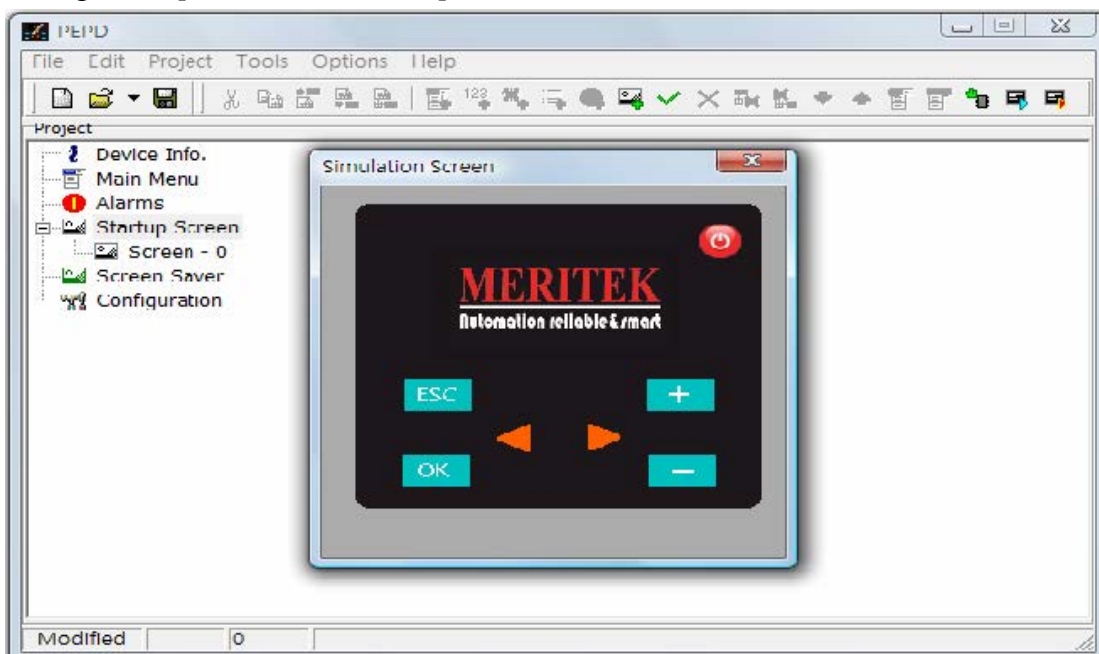 PEPD
File Edit Project Tools Options Help
123
Project
Device Info.
Main Menu
Alarms
Startup Screen
Screen - 0
Screen Saver
Configuration
Simulation Screen
MERITEK
Automation reliable & smart
ESC
+
OK
−
Modified 0